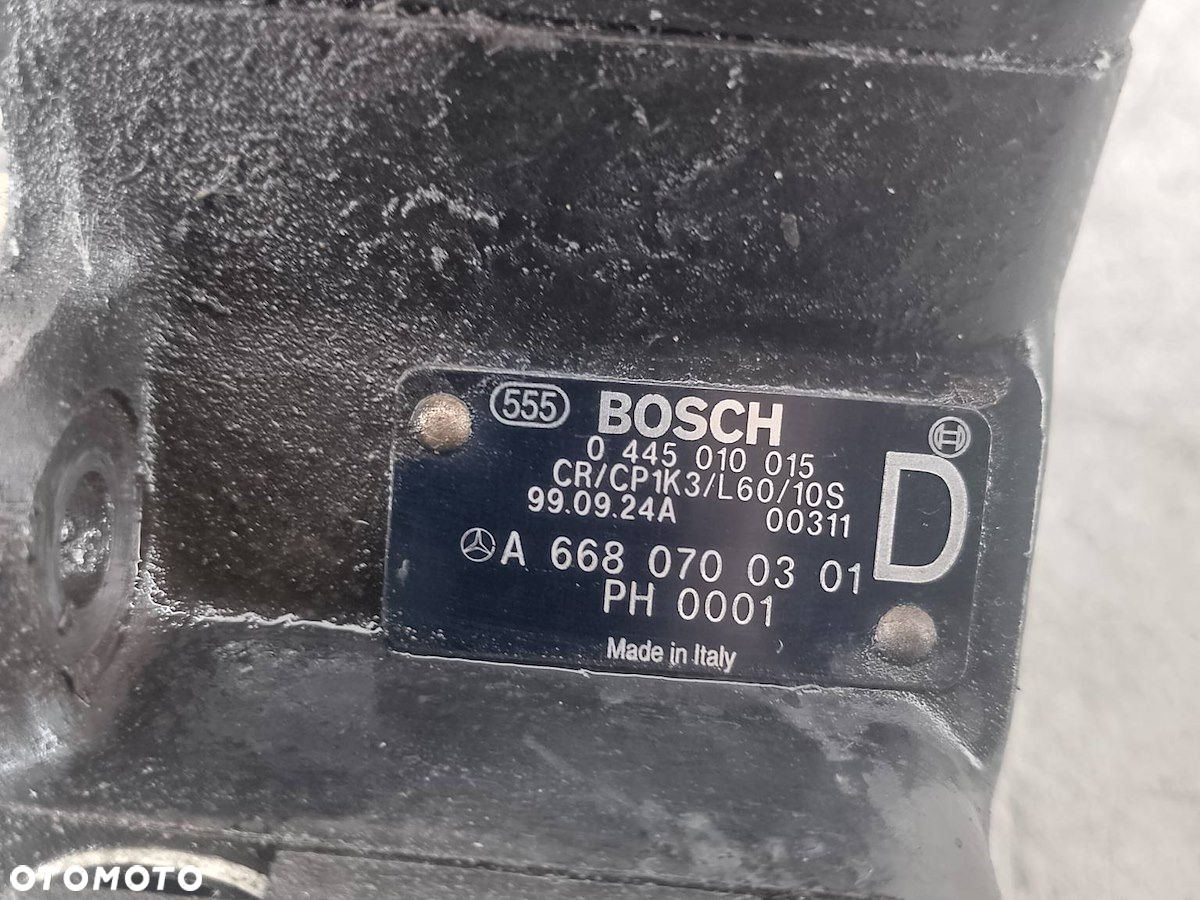 555 BOSCH
0 445 010 015
CR/CP1K3/L60/10S
99.09.24A 00311
D
A 668 070 03 01
PH 0001
Made in Italy
OTOMOTO